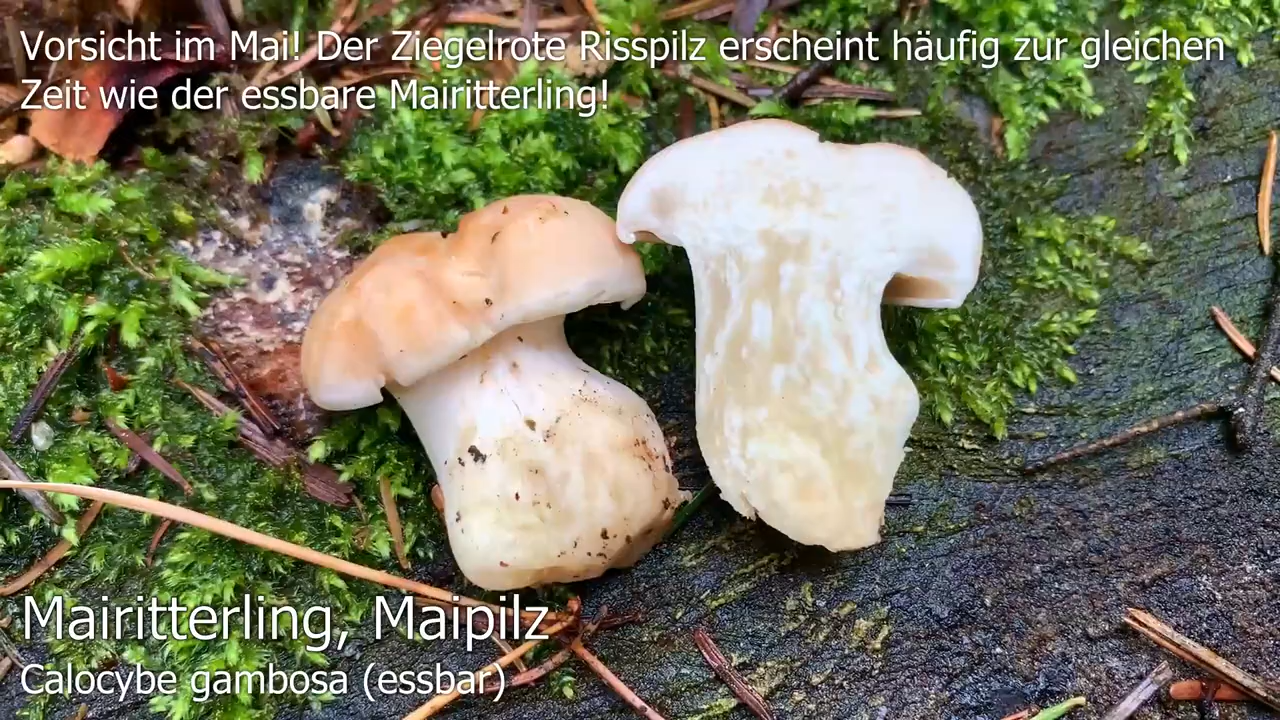 Vorsicht im Mai! Der Ziegelrote Risspilz erscheint häufig zur gleichen
Zeit wie der essbare Mairitterling!
Mairitterling, Maipilz
Calocybe gambosa (essbar)